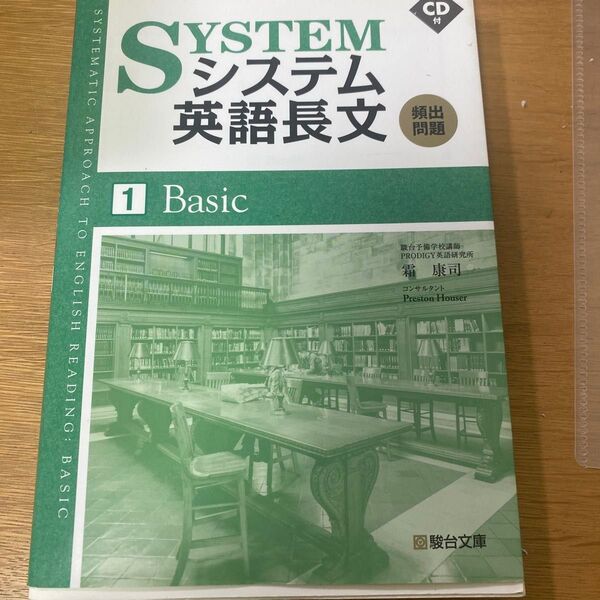 CD
付
SYSTEM
システム
英語長文
頻出
問題
1 Basic
駿台予備学校講師
PRODIGY英語研究所
霜 康司
コンサルタント
Preston Houser
SYSTEMATIC APPROACH TO ENGLISH READING: BASIC
駿台文庫